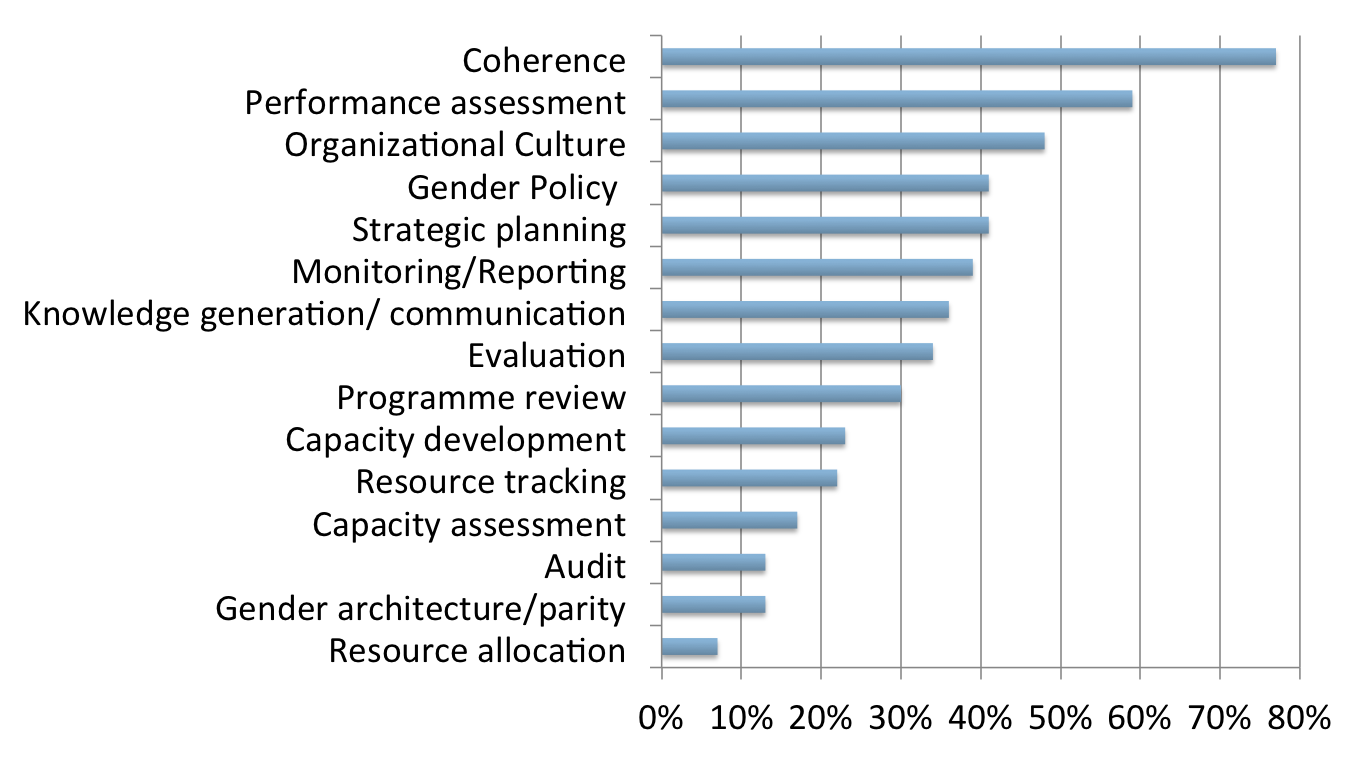 Coherence
Performance assessment
Organizational Culture
Gender Policy
Strategic planning
Monitoring/Reporting
Knowledge generation/ communication
Evaluation
Programme review
Capacity development
Resource tracking
Capacity assessment
Audit
Gender architecture/parity
Resource allocation
0% 10% 20% 30% 40% 50% 60% 70% 80%